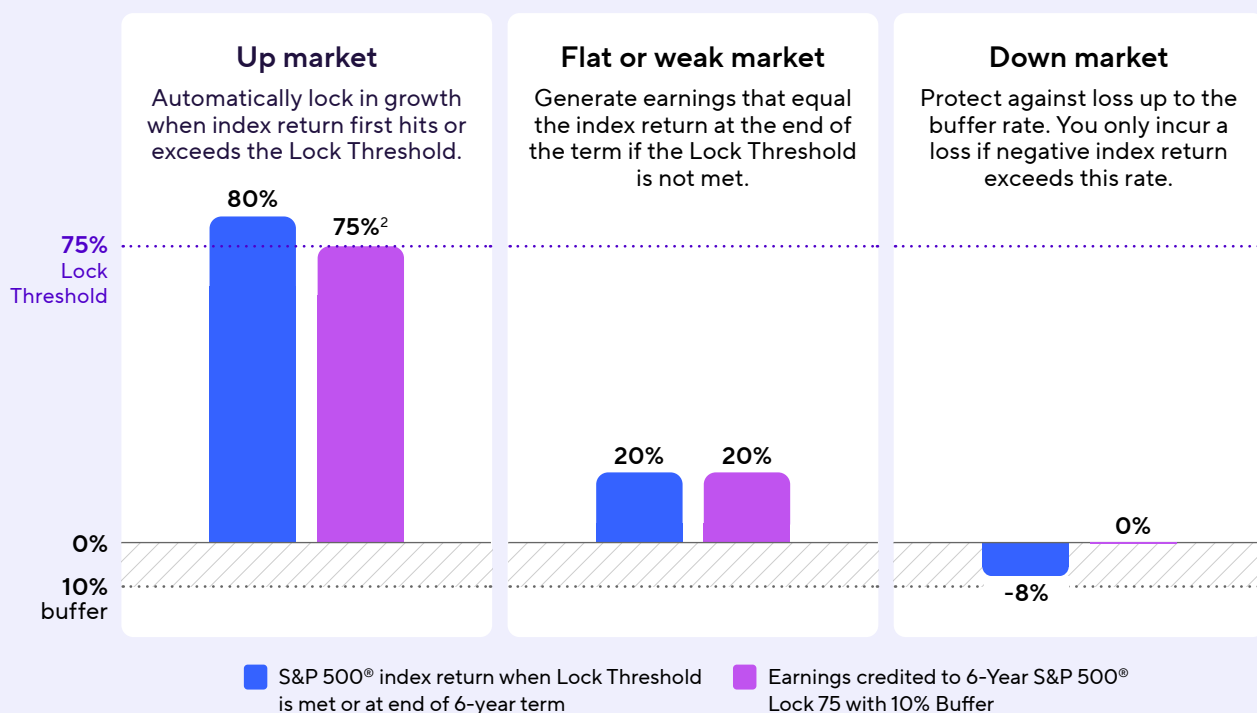 Up market
Automatically lock in growth
when index return first hits or
exceeds the Lock Threshold.
80%
75%²
75%
Lock
Threshold
Flat or weak market
Generate earnings that equal
the index return at the end of
the term if the Lock Threshold
is not met.
20%
20%
Down market
Protect against loss up to the
buffer rate. You only incur a
loss if negative index return
exceeds this rate.
0%
-8%
0%
10%
buffer
S&P 500® index return when Lock Threshold
is met or at end of 6-year term
Earnings credited to 6-Year S&P 500®
Lock 75 with 10% Buffer